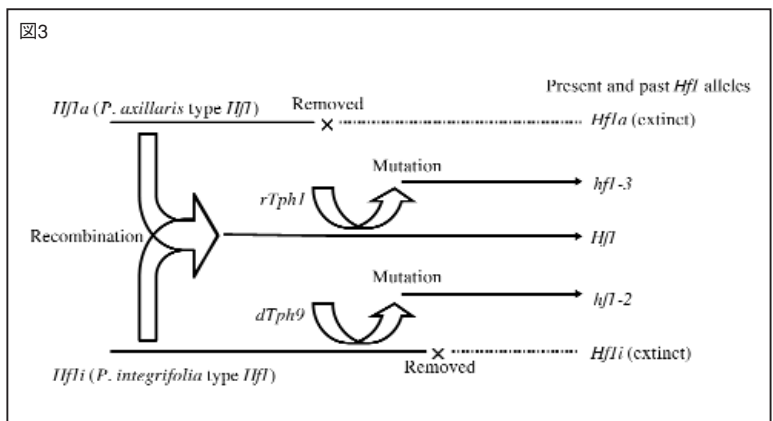 図3
Present and past Hf1 alleles
Hf1a (P. axillaris type Hf1)
Removed
Hf1a (extinct)
Mutation
rTph1
hf1-3
Recombination
Hf1
Mutation
dTph9
hf1-2
Hf1i (extinct)
Removed
Hf1i (P. integrifolia type Hf1)